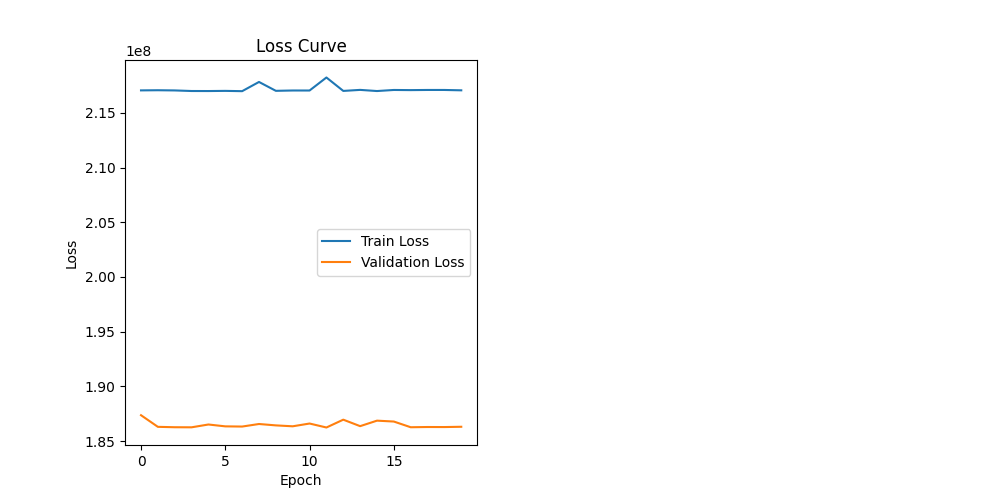 Loss Curve
1e8
2.15
2.10
2.05
2.00
1.95
1.90
1.85
Loss
Train Loss
Validation Loss
0 5 10 15
Epoch